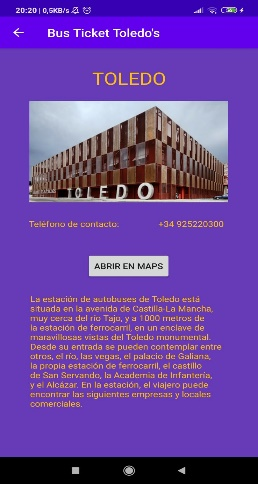 20:20 | 0,5KB/s
Bus Ticket Toledo's
TOLEDO
TOLEDO
Teléfono de contacto: +34 925220300
ABRIR EN MAPS
La estación de autobuses de Toledo está
situada en la avenida de Castilla-La Mancha,
muy cerca del río Tajo, y a 1000 metros de
la estación de ferrocarril, en un enclave de
maravillosas vistas del Toledo monumental.
Desde su entrada se pueden contemplar entre
otros, el río, las vegas, el palacio de Galiana,
la propia estación de ferrocarril, el castillo
de San Servando, la Academia de Infantería,
y el Alcázar. En la estación, el viajero puede
encontrar las siguientes empresas y locales
comerciales.